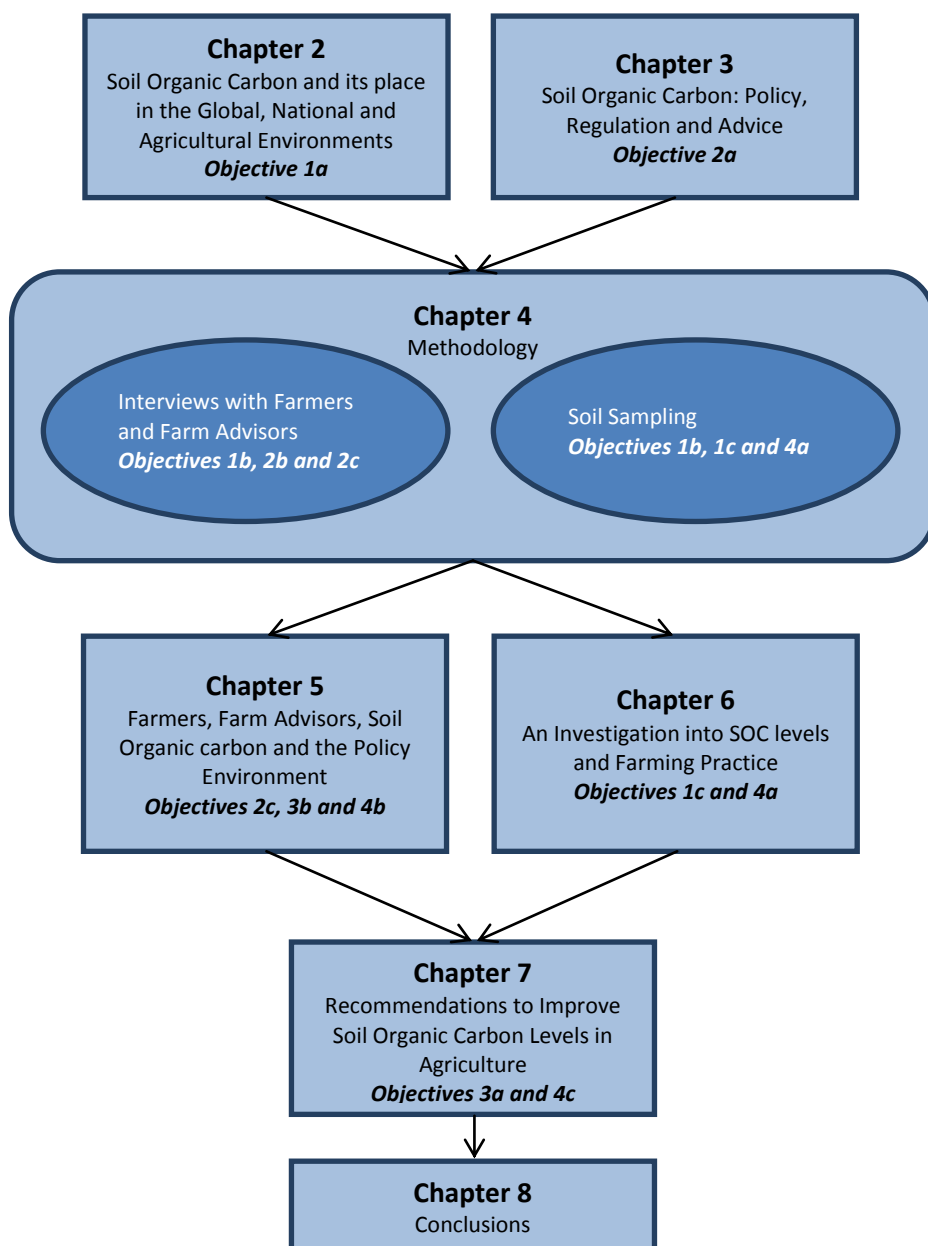 Chapter 2
Soil Organic Carbon and its place
in the Global, National and
Agricultural Environments
Objective 1a
Chapter 3
Soil Organic Carbon: Policy,
Regulation and Advice
Objective 2a
Chapter 4
Methodology
Interviews with Farmers
and Farm Advisors
Objectives 1b, 2b and 2c
Soil Sampling
Objectives 1b, 1c and 4a
Chapter 5
Farmers, Farm Advisors, Soil
Organic carbon and the Policy
Environment
Objectives 2c, 3b and 4b
Chapter 6
An Investigation into SOC levels
and Farming Practice
Objectives 1c and 4a
Chapter 7
Recommendations to Improve
Soil Organic Carbon Levels in
Agriculture
Objectives 3a and 4c
Chapter 8
Conclusions